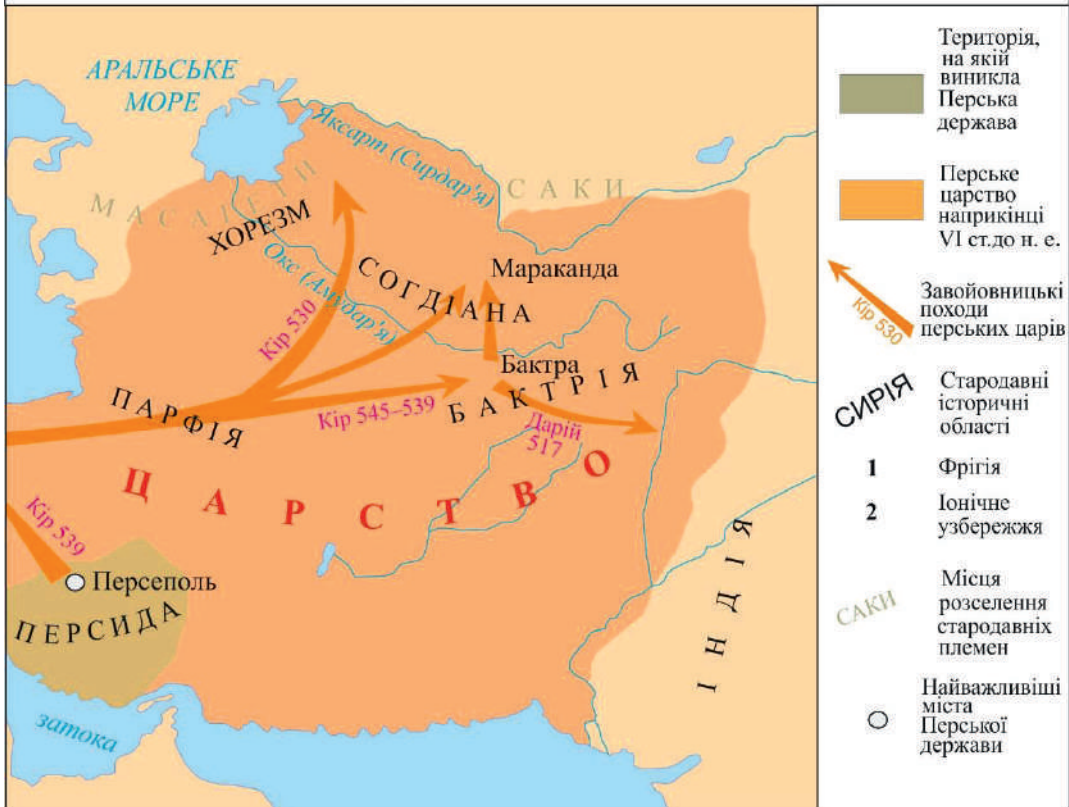 АРАЛЬСЬКЕ
МОРЕ
Яксарт (Сирдар'я)
МАСАГЕТИ
САКИ
ХОРЕЗМ
Окс (Амудар'я)
СОГДІАНА
Мараканда
Кір 530
Бактра
ПАРФІЯ
Кір 545–539
БАКТРІЯ
Дарій
517
ЦАРСТВО
Кір 539
Персеполь
ПЕРСИДА
ІНДІЯ
затока
Територія,
на якій
виникла
Перська
держава
Перське
царство
наприкінці
VI ст.до н. е.
Кір 530
Завойовницькі
походи
перських царів
СИРІЯ
Стародавні
історичні
області
1 Фрігія
2 Іонічне
узбережжя
САКИ
Місця
розселення
стародавніх
племен
Найважливіші
міста
Перської
держави